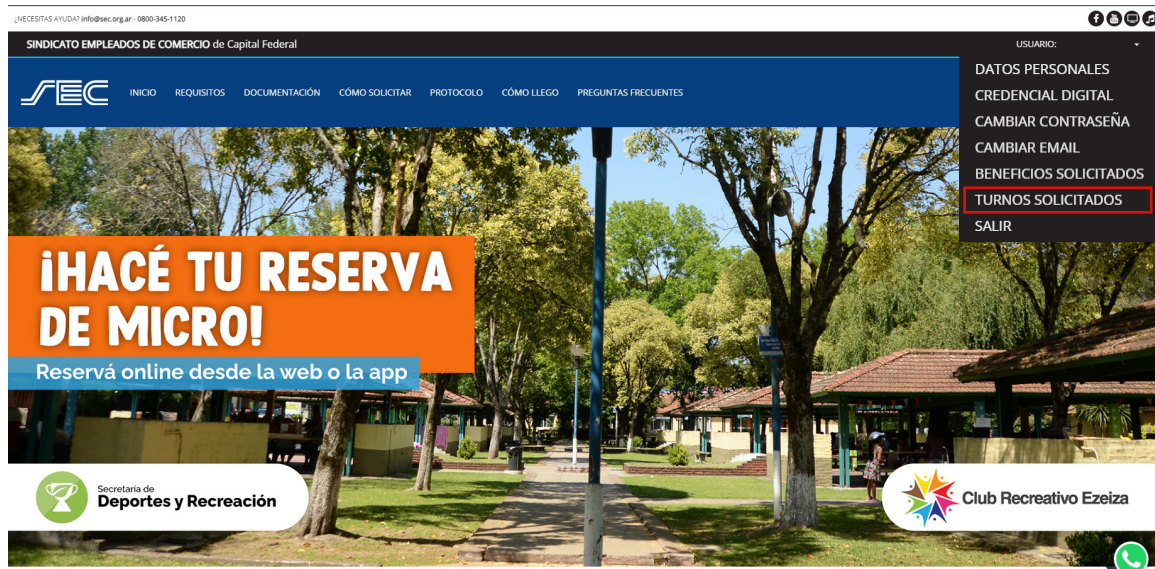 ¿NECESITAS AYUDA? info@sec.org.ar - 0800-345-1120
SINDICATO EMPLEADOS DE COMERCIO de Capital Federal
USUARIO:
SEC
INICIO REQUISITOS DOCUMENTACIÓN CÓMO SOLICITAR PROTOCOLO CÓMO LLEGO PREGUNTAS FRECUENTES
DATOS PERSONALES
CREDENCIAL DIGITAL
CAMBIAR CONTRASEÑA
CAMBIAR EMAIL
BENEFICIOS SOLICITADOS
TURNOS SOLICITADOS
SALIR
¡HACÉ TU RESERVA
DE MICRO!
Reservá online desde la web o la app
Secretaría de
Deportes y Recreación
Club Recreativo Ezeiza